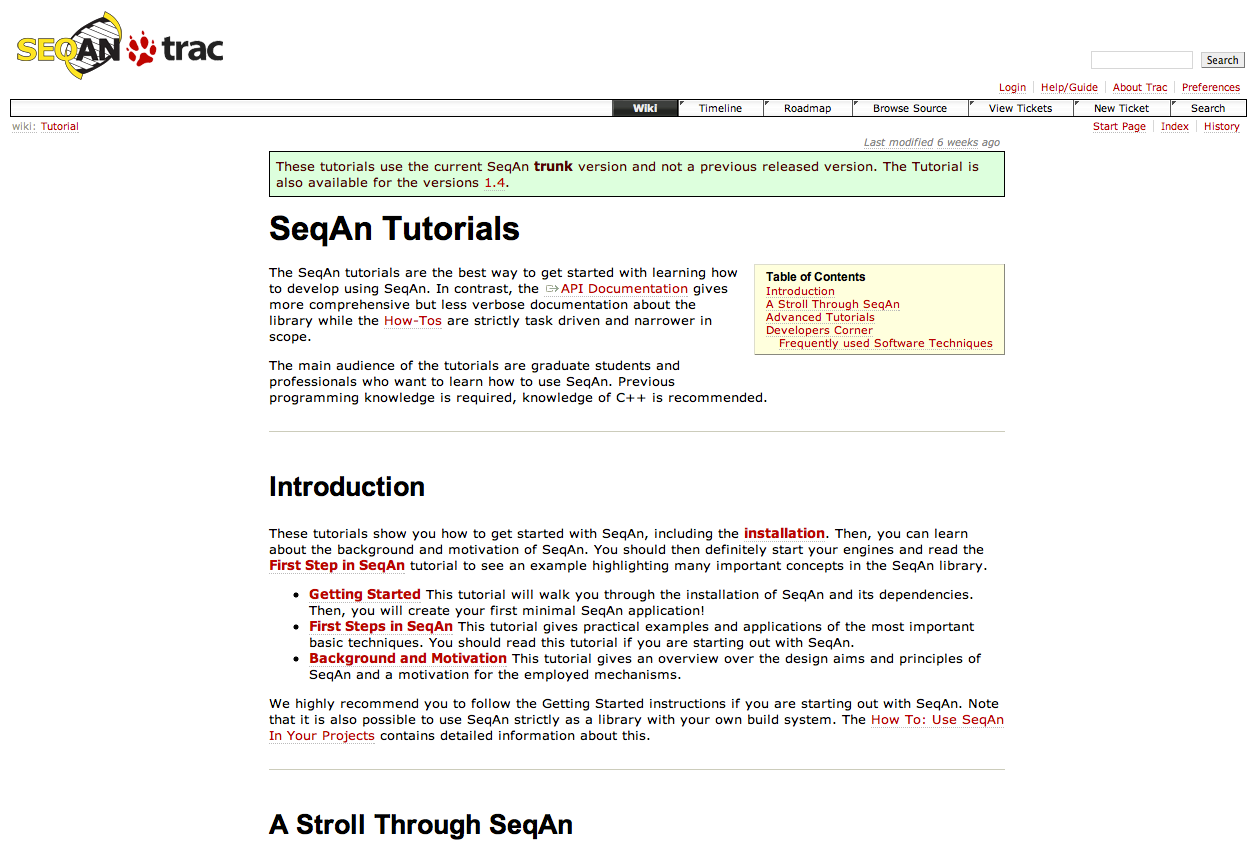 SEQAN trac
Search
Login Help/Guide About Trac Preferences
Wiki Timeline Roadmap Browse Source View Tickets New Ticket Search
wiki: Tutorial Start Page Index History
Last modified 6 weeks ago
These tutorials use the current SeqAn trunk version and not a previous released version. The Tutorial is
also available for the versions 1.4.
SeqAn Tutorials
The SeqAn tutorials are the best way to get started with learning how
to develop using SeqAn. In contrast, the API Documentation gives
more comprehensive but less verbose documentation about the
library while the How-Tos are strictly task driven and narrower in
scope.
Table of Contents
Introduction
A Stroll Through SeqAn
Advanced Tutorials
Developers Corner
Frequently used Software Techniques
The main audience of the tutorials are graduate students and
professionals who want to learn how to use SeqAn. Previous
programming knowledge is required, knowledge of C++ is recommended.
Introduction
These tutorials show you how to get started with SeqAn, including the installation. Then, you can learn
about the background and motivation of SeqAn. You should then definitely start your engines and read the
First Step in SeqAn tutorial to see an example highlighting many important concepts in the SeqAn library.
• Getting Started This tutorial will walk you through the installation of SeqAn and its dependencies.
Then, you will create your first minimal SeqAn application!
• First Steps in SeqAn This tutorial gives practical examples and applications of the most important
basic techniques. You should read this tutorial if you are starting out with SeqAn.
• Background and Motivation This tutorial gives an overview over the design aims and principles of
SeqAn and a motivation for the employed mechanisms.
We highly recommend you to follow the Getting Started instructions if you are starting out with SeqAn. Note
that it is also possible to use SeqAn strictly as a library with your own build system. The How To: Use SeqAn
In Your Projects contains detailed information about this.
A Stroll Through SeqAn